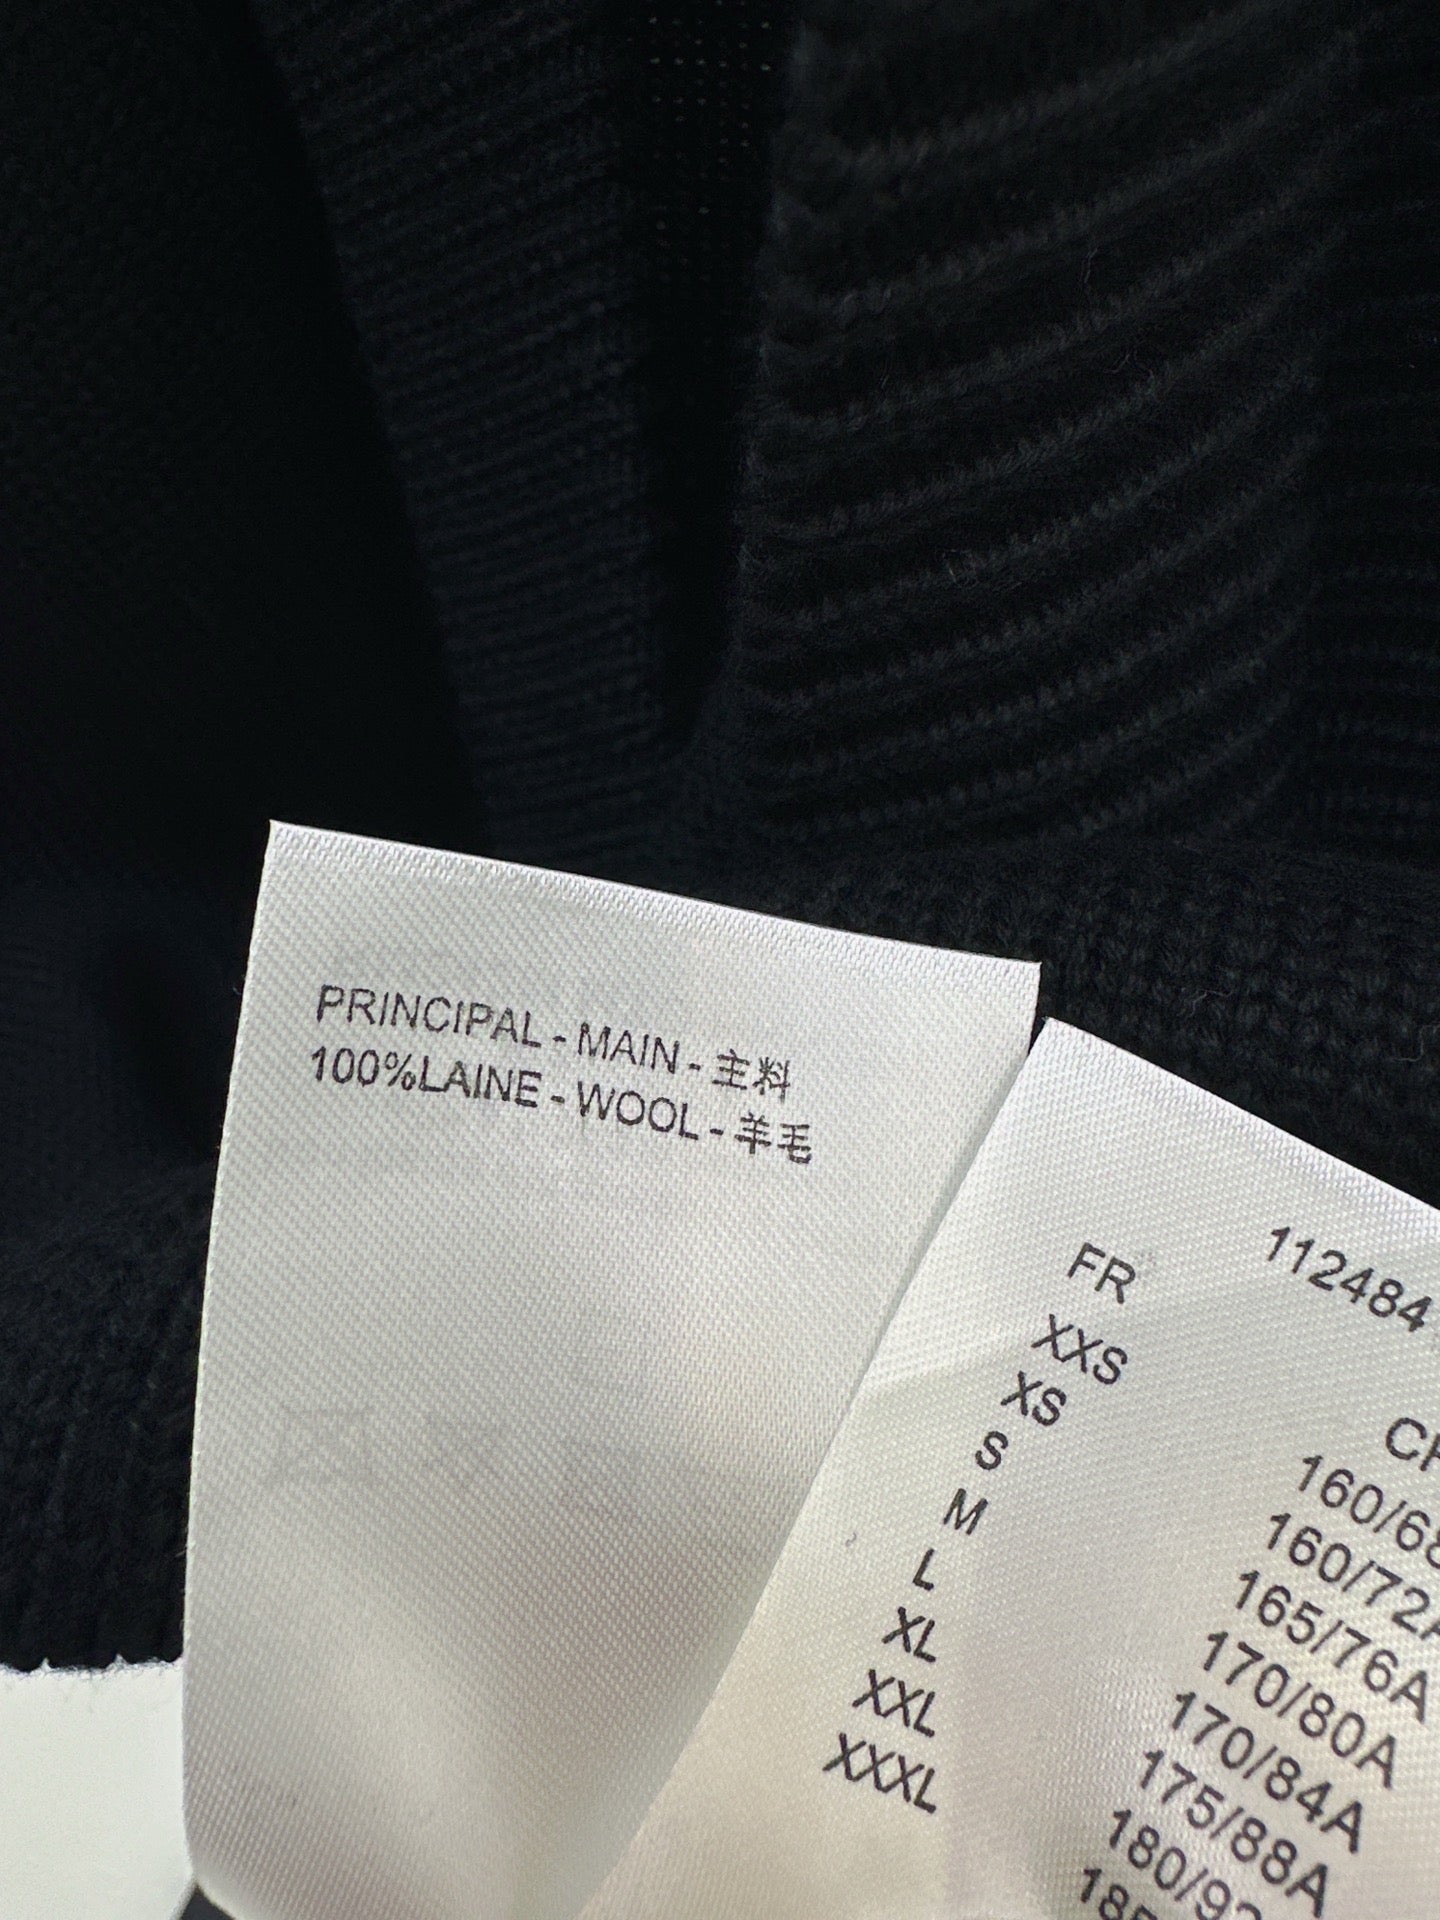 PRINCIPAL - MAIN - 主料
100%LAINE - WOOL - 羊毛
112484
FR
XXS
XS
S
M
L
XL
XXL
XXXL
160/68
160/72A
165/76A
170/80A
170/84A
175/88A
180/92